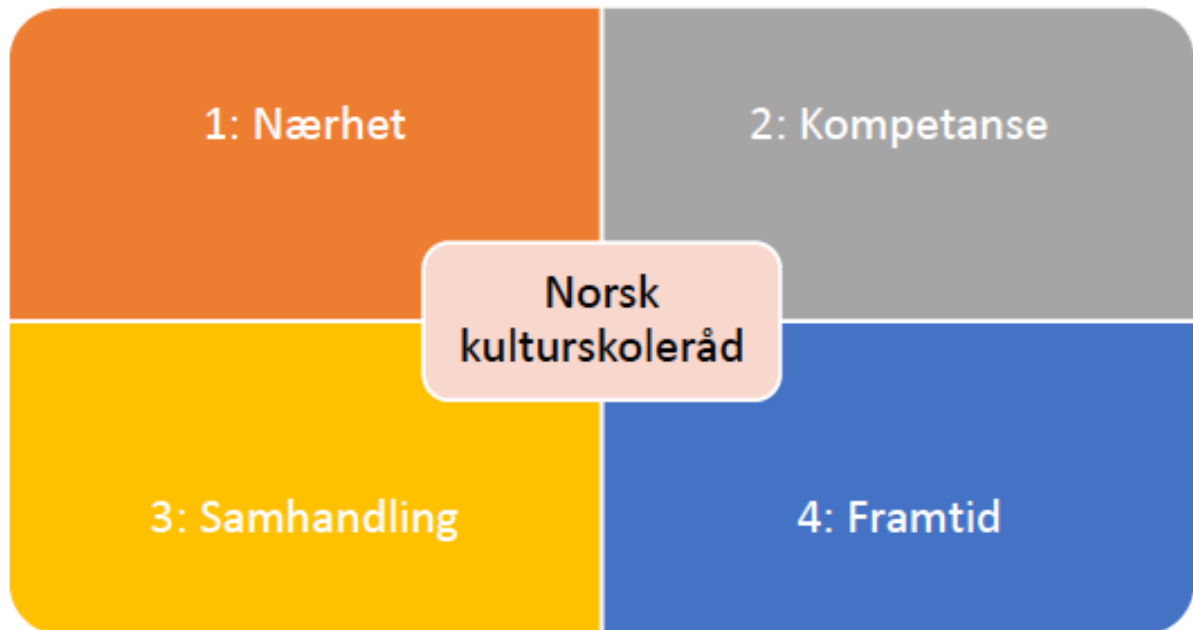 1: Nærhet
2: Kompetanse
Norsk
kulturskoleråd
3: Samhandling
4: Framtid